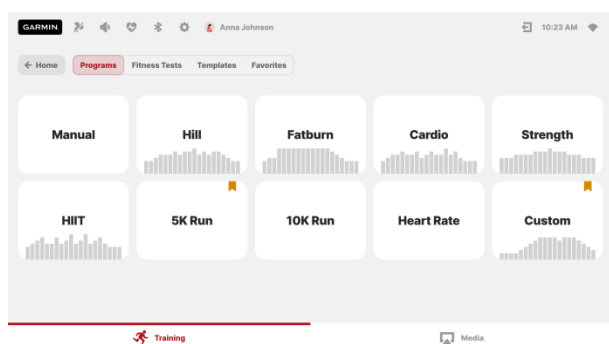 GARMIN Anna Johnson 10:23 AM
← Home Programs Fitness Tests Templates Favorites
Manual Hill Fatburn Cardio Strength
HIIT 5K Run 10K Run Heart Rate Custom
Training Media